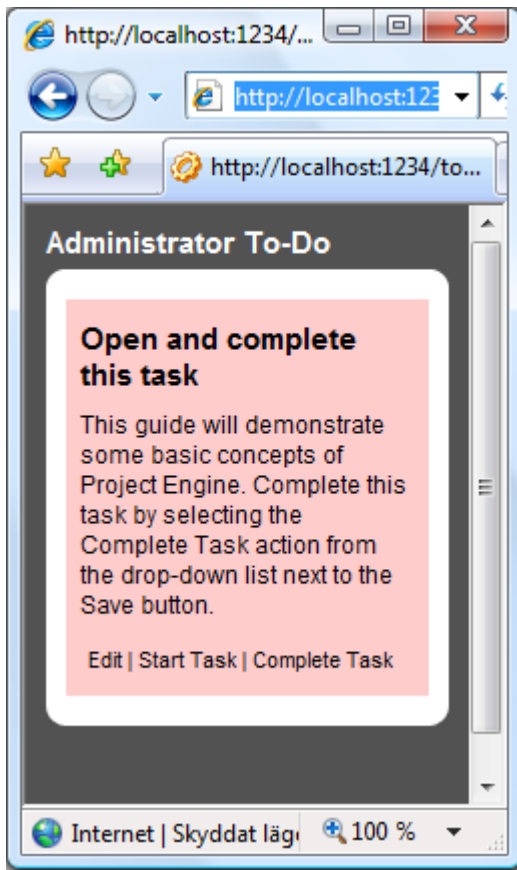 http://localhost:1234/...
http://localhost:123
http://localhost:1234/to...
Administrator To-Do
Open and complete
this task
This guide will demonstrate
some basic concepts of
Project Engine. Complete this
task by selecting the
Complete Task action from
the drop-down list next to the
Save button.
Edit | Start Task | Complete Task
Internet | Skyddat läge
100 %